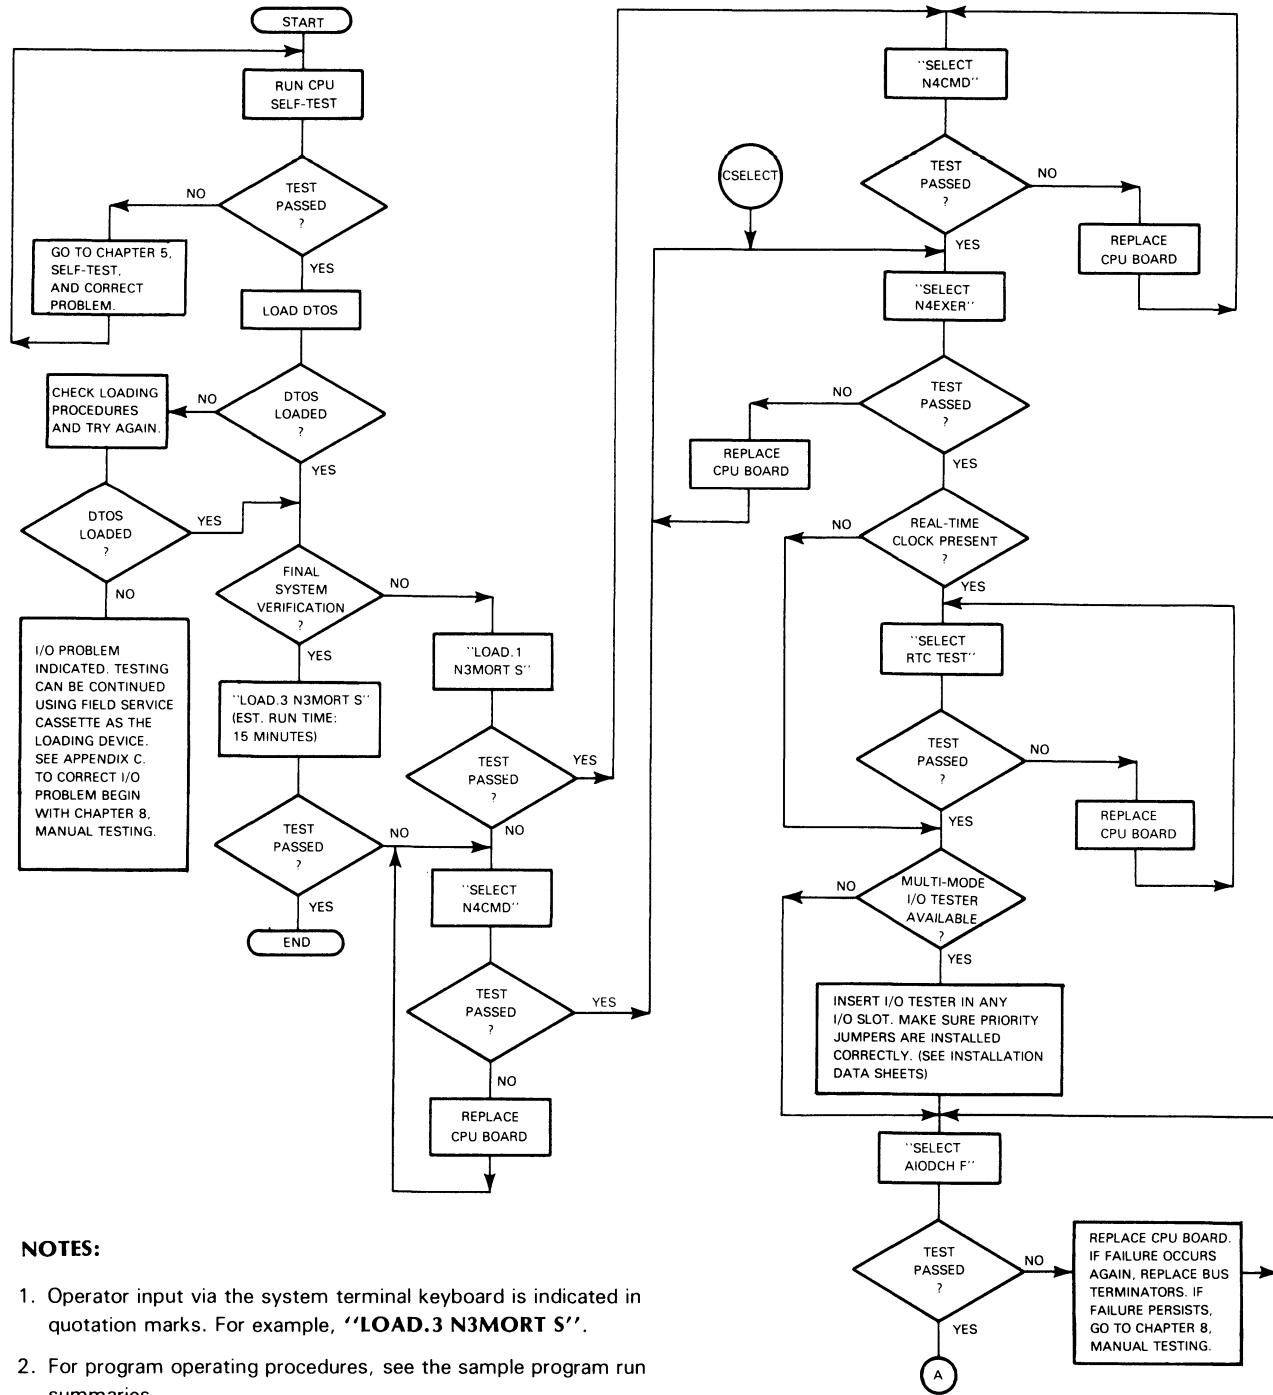 START
RUN CPU
SELF-TEST
TEST
PASSED
?
NO
YES
GO TO CHAPTER 5,
SELF-TEST,
AND CORRECT
PROBLEM.
LOAD DTOS
DTOS
LOADED
?
NO
YES
CHECK LOADING
PROCEDURES
AND TRY AGAIN.
DTOS
LOADED
?
YES
NO
I/O PROBLEM
INDICATED. TESTING
CAN BE CONTINUED
USING FIELD SERVICE
CASSETTE AS THE
LOADING DEVICE.
SEE APPENDIX C.
TO CORRECT I/O
PROBLEM BEGIN
WITH CHAPTER 8,
MANUAL TESTING.
FINAL
SYSTEM
VERIFICATION
?
NO
YES
"LOAD.3 N3MORT S"
(EST. RUN TIME:
15 MINUTES)
TEST
PASSED
?
NO
YES
END
"LOAD.1
N3MORT S"
TEST
PASSED
?
YES
NO
"SELECT
N4CMD"
TEST
PASSED
?
YES
NO
REPLACE
CPU BOARD
"SELECT
N4CMD"
TEST
PASSED
?
NO
YES
REPLACE
CPU BOARD
CSELECT
"SELECT
N4EXER"
TEST
PASSED
?
NO
YES
REPLACE
CPU BOARD
REAL-TIME
CLOCK PRESENT
?
NO
YES
"SELECT
RTC TEST"
TEST
PASSED
?
NO
YES
REPLACE
CPU BOARD
MULTI-MODE
I/O TESTER
AVAILABLE
?
NO
YES
INSERT I/O TESTER IN ANY
I/O SLOT. MAKE SURE PRIORITY
JUMPERS ARE INSTALLED
CORRECTLY. (SEE INSTALLATION
DATA SHEETS)
"SELECT
AIODCH F"
TEST
PASSED
?
NO
YES
REPLACE CPU BOARD.
IF FAILURE OCCURS
AGAIN, REPLACE BUS
TERMINATORS. IF
FAILURE PERSISTS,
GO TO CHAPTER 8,
MANUAL TESTING.
A
NOTES:
1. Operator input via the system terminal keyboard is indicated in
quotation marks. For example, "LOAD.3 N3MORT S".
2. For program operating procedures, see the sample program run
summaries